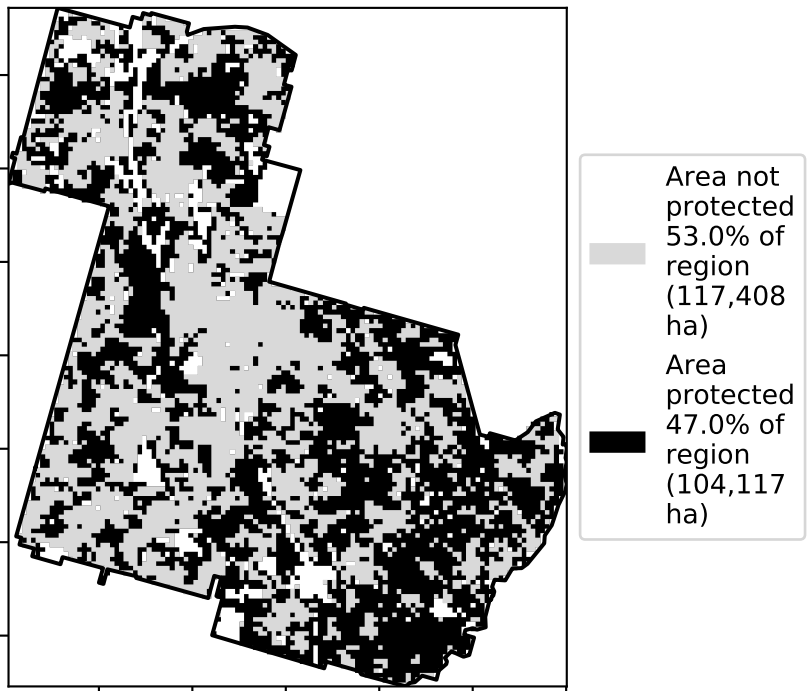 Area not
protected
53.0% of
region
(117,408
ha)
Area
protected
47.0% of
region
(104,117
ha)